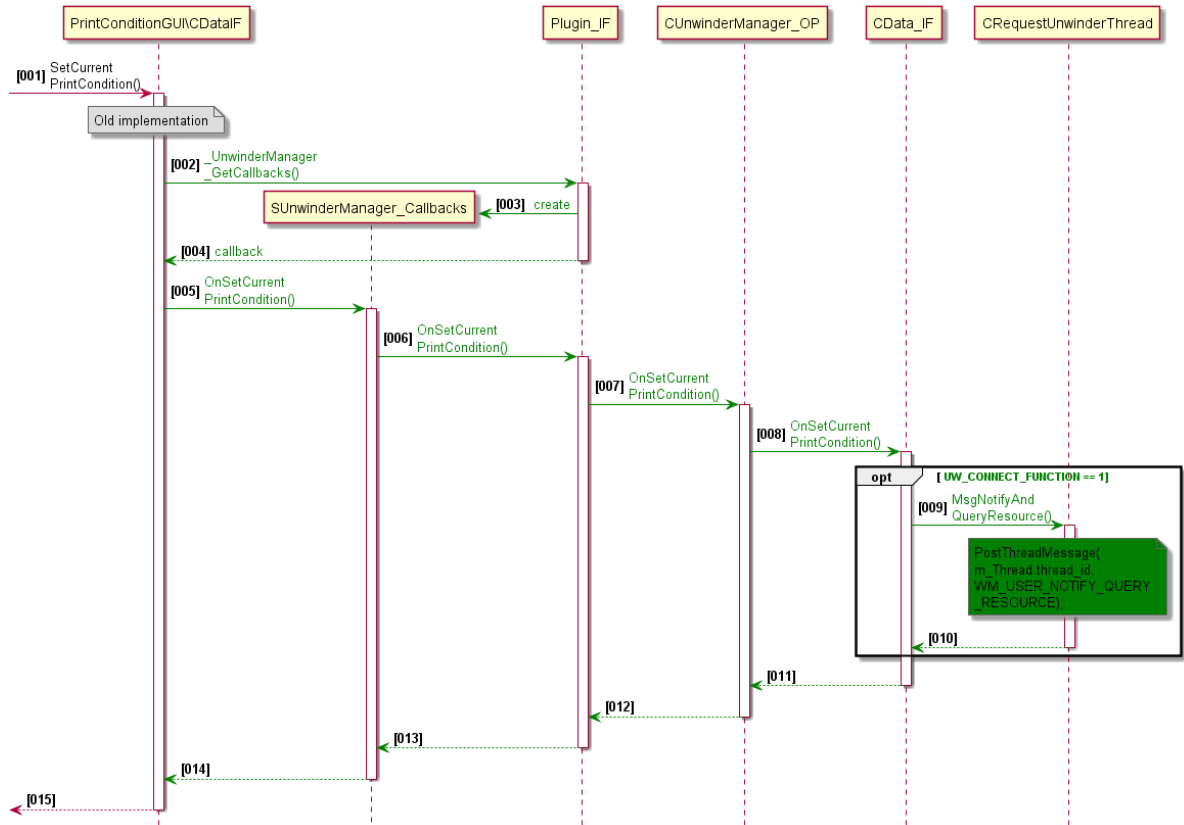 PrintConditionGUI\CDataIF
Plugin_IF
CUnwinderManager_OP
CData_IF
CRequestUnwinderThread
[001] SetCurrent
PrintCondition()
Old implementation
[002] _UnwinderManager
_GetCallbacks()
SUnwinderManager_Callbacks
[003] create
[004] callback
[005] OnSetCurrent
PrintCondition()
[006] OnSetCurrent
PrintCondition()
[007] OnSetCurrent
PrintCondition()
[008] OnSetCurrent
PrintCondition()
opt [ UW_CONNECT_FUNCTION == 1]
[009] MsgNotifyAnd
QueryResource()
PostThreadMessage(
m_Thread.thread_id,
WM_USER_NOTIFY_QUERY
_RESOURCE);
[010]
[011]
[012]
[013]
[014]
[015]